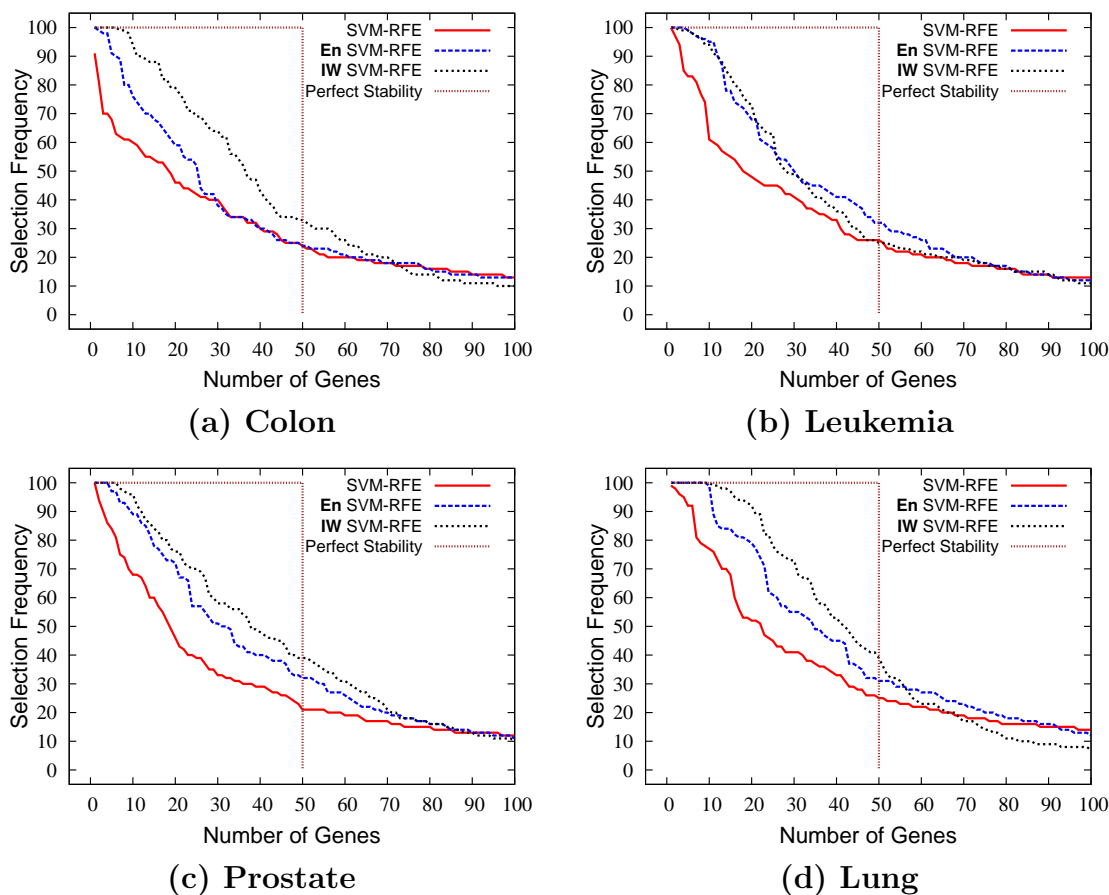 SVM-RFE
En SVM-RFE
IW SVM-RFE
Perfect Stability
Selection Frequency
100
90
80
70
60
50
40
30
20
10
0
0 10 20 30 40 50 60 70 80 90 100
Number of Genes
(a) Colon
SVM-RFE
En SVM-RFE
IW SVM-RFE
Perfect Stability
Selection Frequency
100
90
80
70
60
50
40
30
20
10
0
0 10 20 30 40 50 60 70 80 90 100
Number of Genes
(b) Leukemia
SVM-RFE
En SVM-RFE
IW SVM-RFE
Perfect Stability
Selection Frequency
100
90
80
70
60
50
40
30
20
10
0
0 10 20 30 40 50 60 70 80 90 100
Number of Genes
(c) Prostate
SVM-RFE
En SVM-RFE
IW SVM-RFE
Perfect Stability
Selection Frequency
100
90
80
70
60
50
40
30
20
10
0
0 10 20 30 40 50 60 70 80 90 100
Number of Genes
(d) Lung